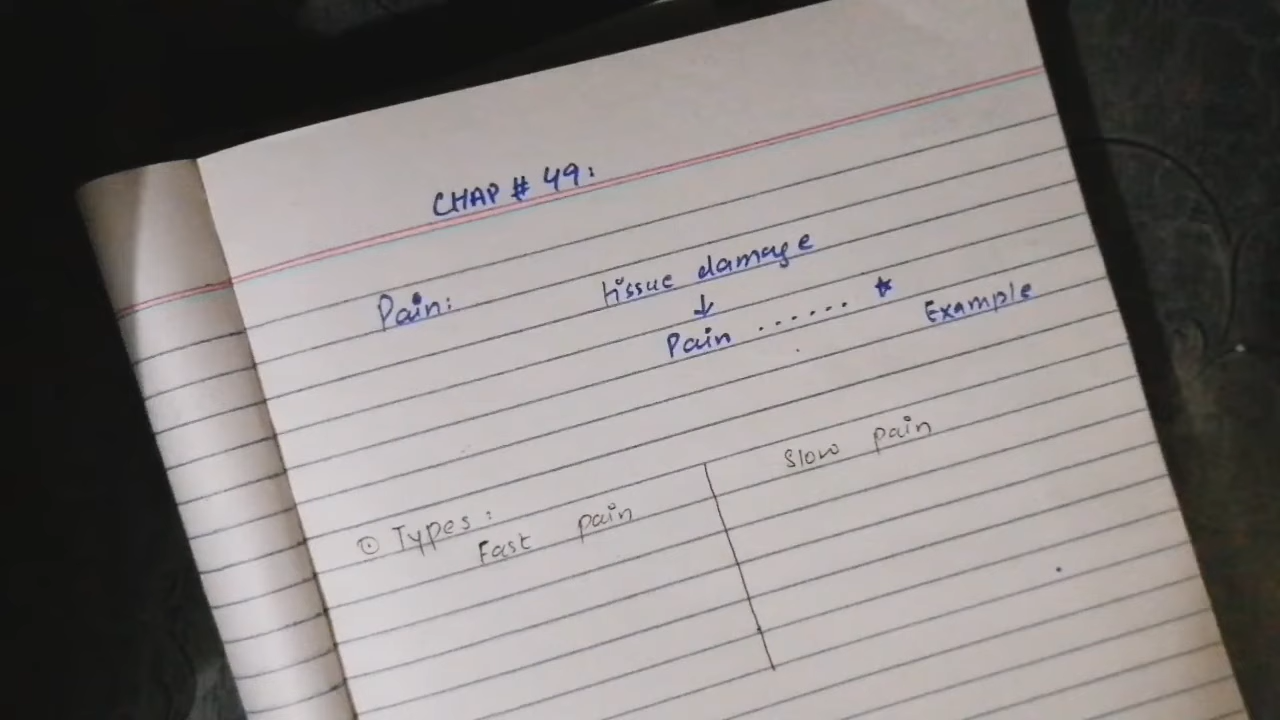 CHAP # 49:
Pain: tissue damage
↓
Pain ...... ★ Example
⊙ Types:
Fast pain | Slow pain